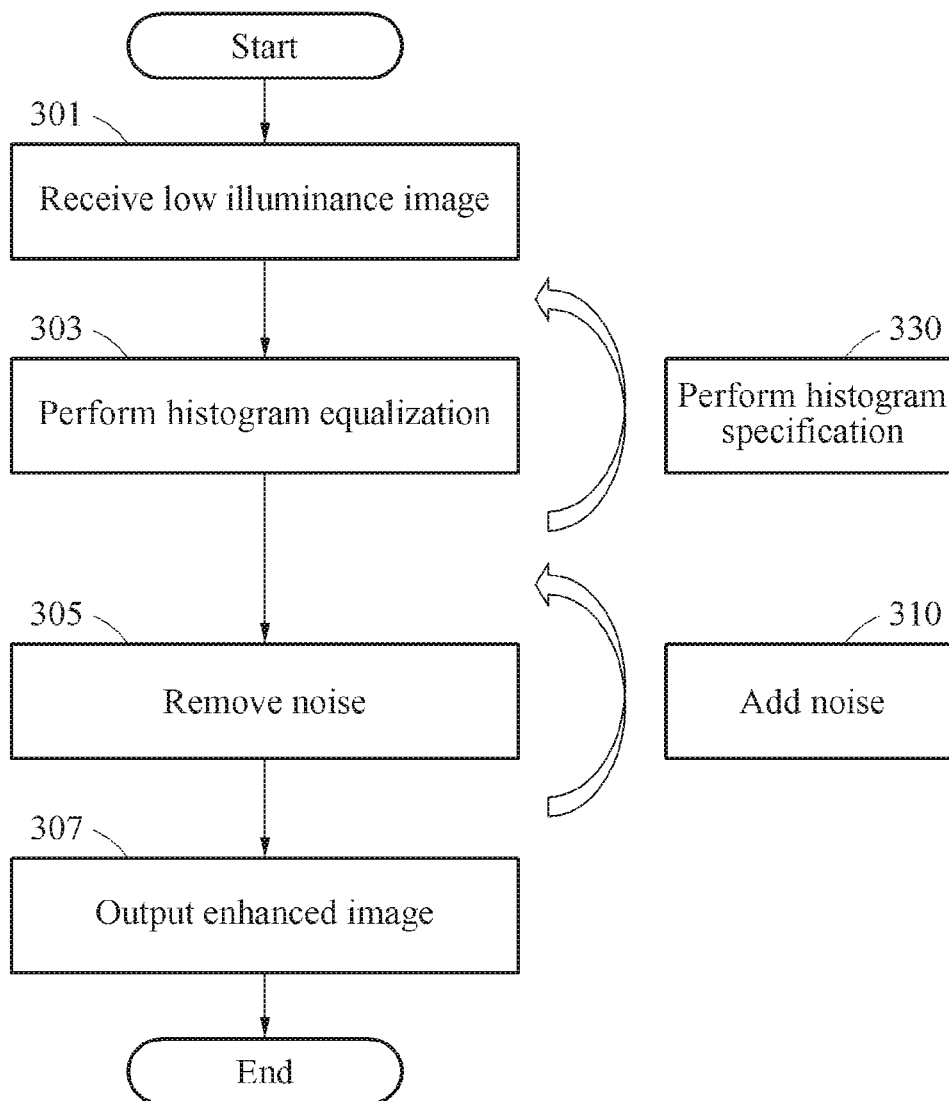 Start
301
Receive low illuminance image
303
330
Perform histogram equalization
Perform histogram
specification
305
310
Remove noise
Add noise
307
Output enhanced image
End